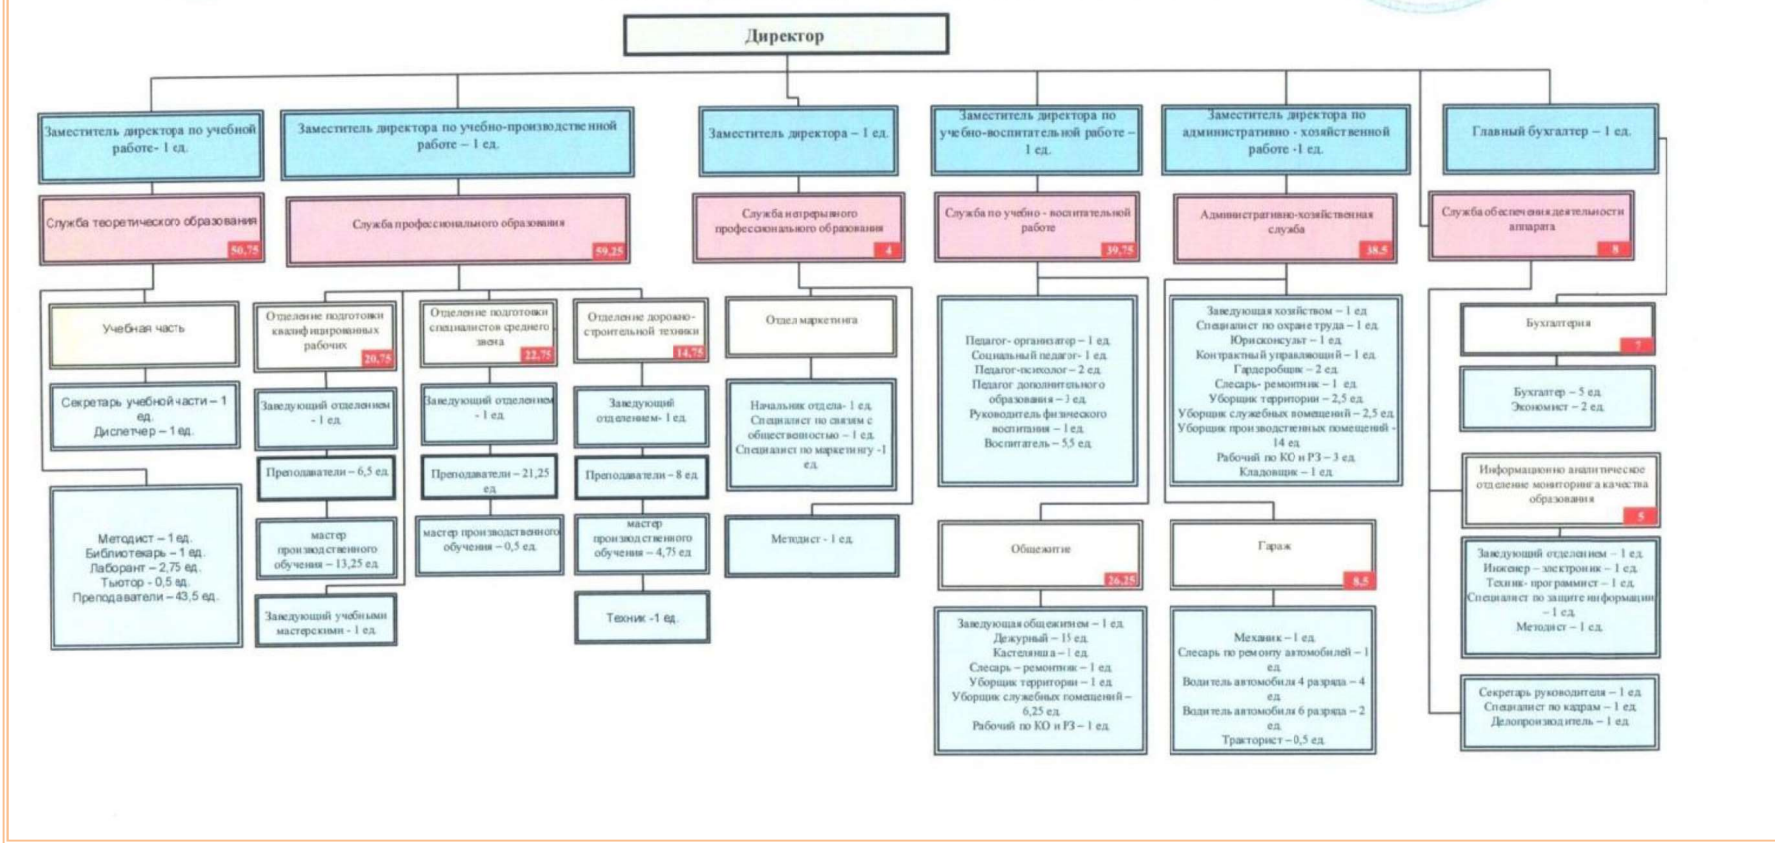 Директор
Заместитель директора по учебной
работе- 1 ед.
Заместитель директора по учебно-производственной
работе – 1 ед.
Заместитель директора – 1 ед.
Заместитель директора по
учебно-воспитательной работе –
1 ед.
Заместитель директора по
административно - хозяйственной
работе -1 ед.
Главный бухгалтер – 1 ед.
Служба теоретического образования
50,75
Служба профессионального образования
59,25
Служба непрерывного
профессионального образования
4
Служба по учебно - воспитательной
работе
39,75
Административно-хозяйственная
служба
38,5
Служба обеспечения деятельности
аппарата
8
Учебная часть
Секретарь учебной части – 1
ед.
Диспетчер – 1 ед.
Методист – 1 ед.
Библиотекарь – 1 ед.
Лаборант – 2,75 ед.
Тьютор - 0,5 ед.
Преподаватели – 43,5 ед.
Отделение подготовки
квалифицированных
рабочих
20,75
Заведующий отделением
- 1 ед
Преподаватели – 6,5 ед
мастер
производственного
обучения – 13,25 ед
Заведующий учебными
мастерскими - 1 ед
Отделение подготовки
специалистов среднего
звена
22,75
Заведующий отделением
- 1 ед
Преподаватели – 21,25
ед
мастер производственного
обучения – 0,5 ед
Отделение дорожно-
строительной техники
14,75
Заведующий
отделением- 1 ед
Преподаватели – 8 ед
мастер
производственного
обучения – 4,75 ед
Техник -1 ед.
Отдел маркетинга
Начальник отдела- 1 ед
Специалист по связям с
общественностью – 1 ед
Специалист по маркетингу -1
ед
Методист - 1 ед
Педагог- организатор – 1 ед
Социальный педагог- 1 ед
Педагог-психолог – 2 ед
Педагог дополнительного
образования – 3 ед
Руководитель физического
воспитания – 1 ед
Воспитатель – 5,5 ед
Общежитие
26,25
Заведующая общежитием – 1 ед
Дежурный – 15 ед
Кастелянша – 1 ед
Слесарь – ремонтник – 1 ед
Уборщик территории – 1 ед
Уборщик служебных помещений –
6,25 ед
Рабочий по КО и РЗ – 1 ед
Заведующая хозяйством – 1 ед
Специалист по охране труда – 1 ед
Юрисконсульт – 1 ед
Контрактный управляющий – 1 ед
Гардеробщик – 2 ед
Слесарь- ремонтник – 1 ед
Уборщик территории – 2,5 ед
Уборщик служебных помещений – 2,5 ед
Уборщик производственных помещений -
14 ед
Рабочий по КО и РЗ – 3 ед
Кладовщик – 1 ед
Гараж
8,5
Механик – 1 ед
Слесарь по ремонту автомобилей – 1
ед
Водитель автомобиля 4 разряда – 4
ед
Водитель автомобиля 6 разряда – 2
ед
Тракторист – 0,5 ед
Бухгалтерия
7
Бухгалтер – 5 ед
Экономист – 2 ед
Информационно аналитическое
отделение мониторинга качества
образования
5
Заведующий отделением – 1 ед
Инженер – электроник – 1 ед
Техник- программист – 1 ед
Специалист по защите информации
– 1 ед
Методист – 1 ед
Секретарь руководителя – 1 ед
Специалист по кадрам – 1 ед
Делопроизводитель – 1 ед